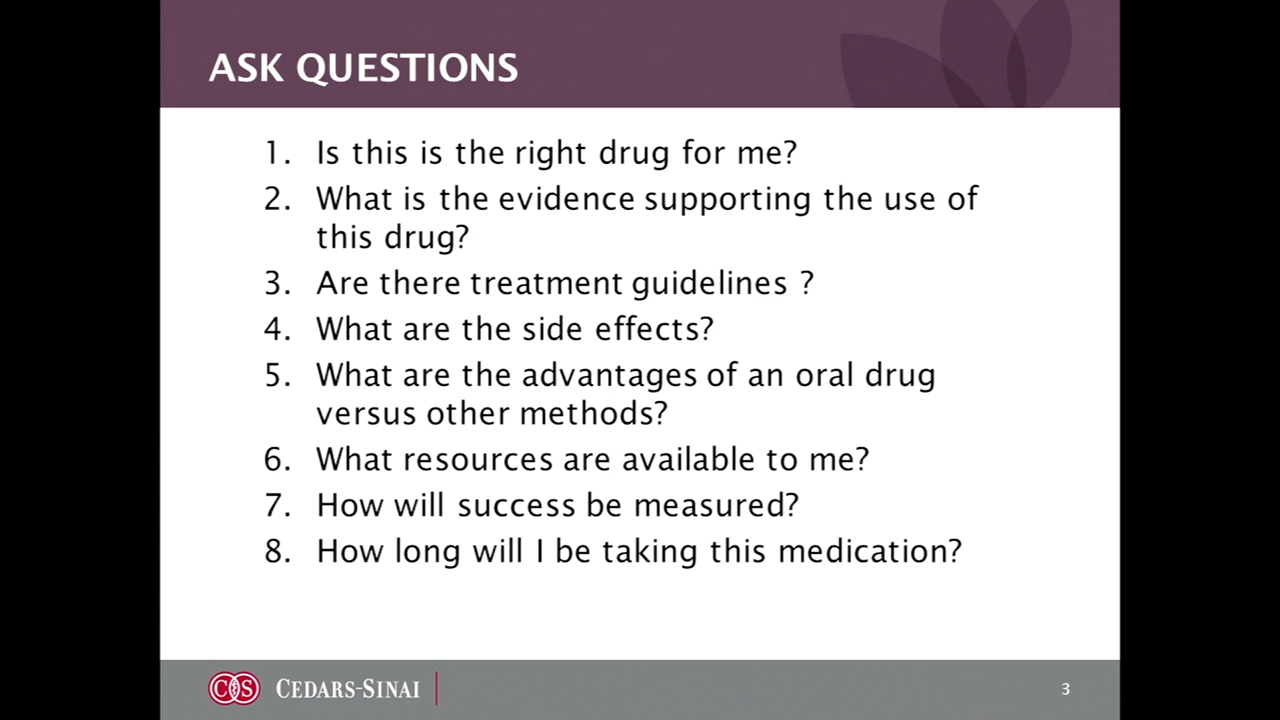 ASK QUESTIONS
1. Is this is the right drug for me?
2. What is the evidence supporting the use of
this drug?
3. Are there treatment guidelines ?
4. What are the side effects?
5. What are the advantages of an oral drug
versus other methods?
6. What resources are available to me?
7. How will success be measured?
8. How long will I be taking this medication?
CS CEDARS-SINAI
3